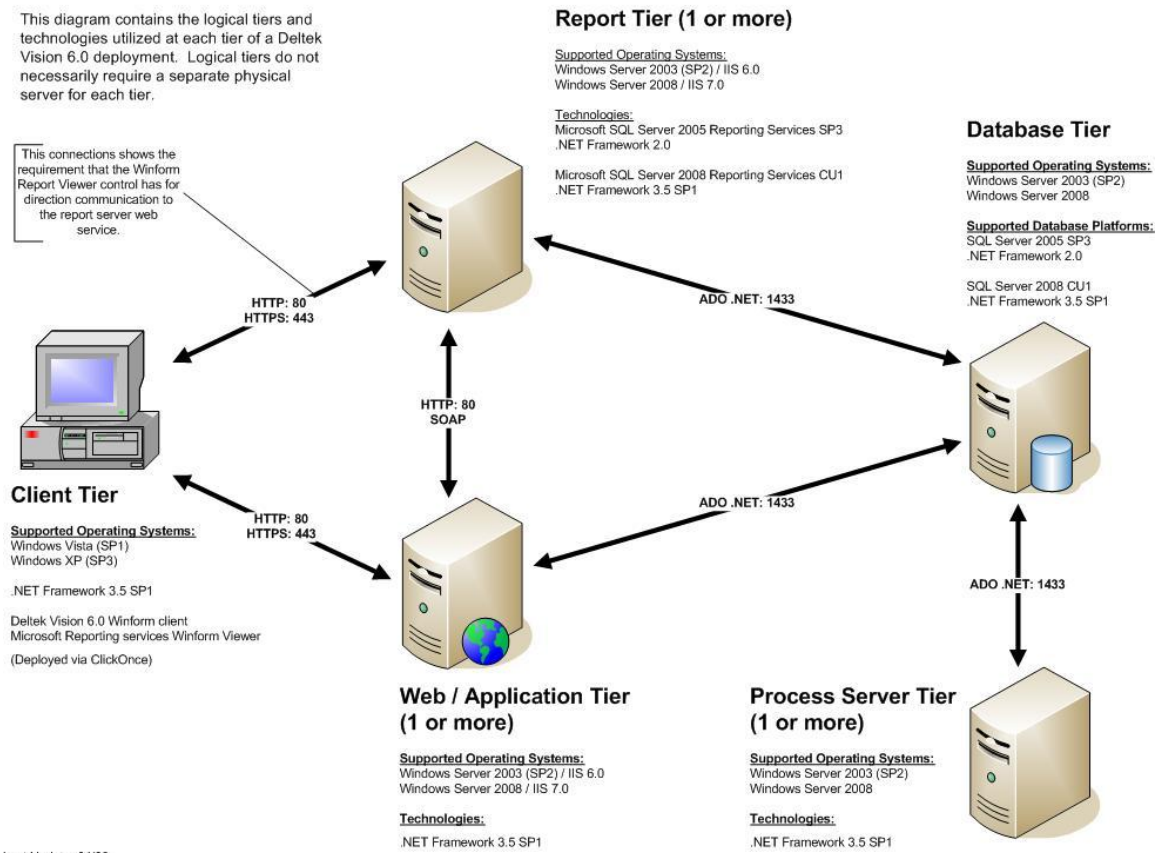 This diagram contains the logical tiers and
technologies utilized at each tier of a Deltek
Vision 6.0 deployment. Logical tiers do not
necessarily require a separate physical
server for each tier.
This connections shows the
requirement that the Winform
Report Viewer control has for
direction communication to
the report server web
service.
Report Tier (1 or more)
Supported Operating Systems:
Windows Server 2003 (SP2) / IIS 6.0
Windows Server 2008 / IIS 7.0
Technologies:
Microsoft SQL Server 2005 Reporting Services SP3
.NET Framework 2.0
Microsoft SQL Server 2008 Reporting Services CU1
.NET Framework 3.5 SP1
Database Tier
Supported Operating Systems:
Windows Server 2003 (SP2)
Windows Server 2008
Supported Database Platforms:
SQL Server 2005 SP3
.NET Framework 2.0
SQL Server 2008 CU1
.NET Framework 3.5 SP1
HTTP: 80
HTTPS: 443
ADO .NET: 1433
HTTP: 80
SOAP
Client Tier
Supported Operating Systems:
Windows Vista (SP1)
Windows XP (SP3)
.NET Framework 3.5 SP1
Deltek Vision 6.0 Winform client
Microsoft Reporting services Winform Viewer
(Deployed via ClickOnce)
HTTP: 80
HTTPS: 443
ADO .NET: 1433
ADO .NET: 1433
Web / Application Tier
(1 or more)
Supported Operating Systems:
Windows Server 2003 (SP2) / IIS 6.0
Windows Server 2008 / IIS 7.0
Technologies:
.NET Framework 3.5 SP1
Process Server Tier
(1 or more)
Supported Operating Systems:
Windows Server 2003 (SP2)
Windows Server 2008
Technologies:
.NET Framework 3.5 SP1